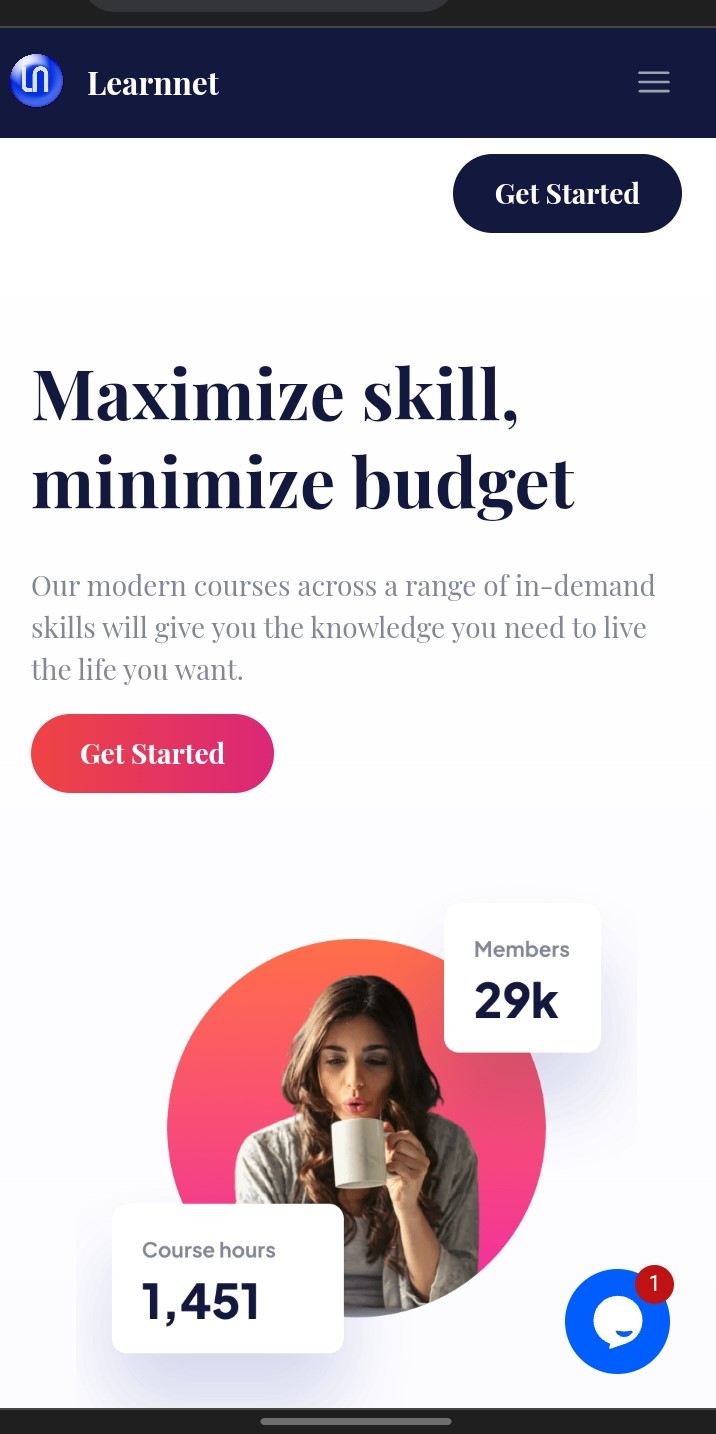 Learnnet
Get Started
Maximize skill,
minimize budget
Our modern courses across a range of in-demand
skills will give you the knowledge you need to live
the life you want.
Get Started
Members
29k
Course hours
1,451
1